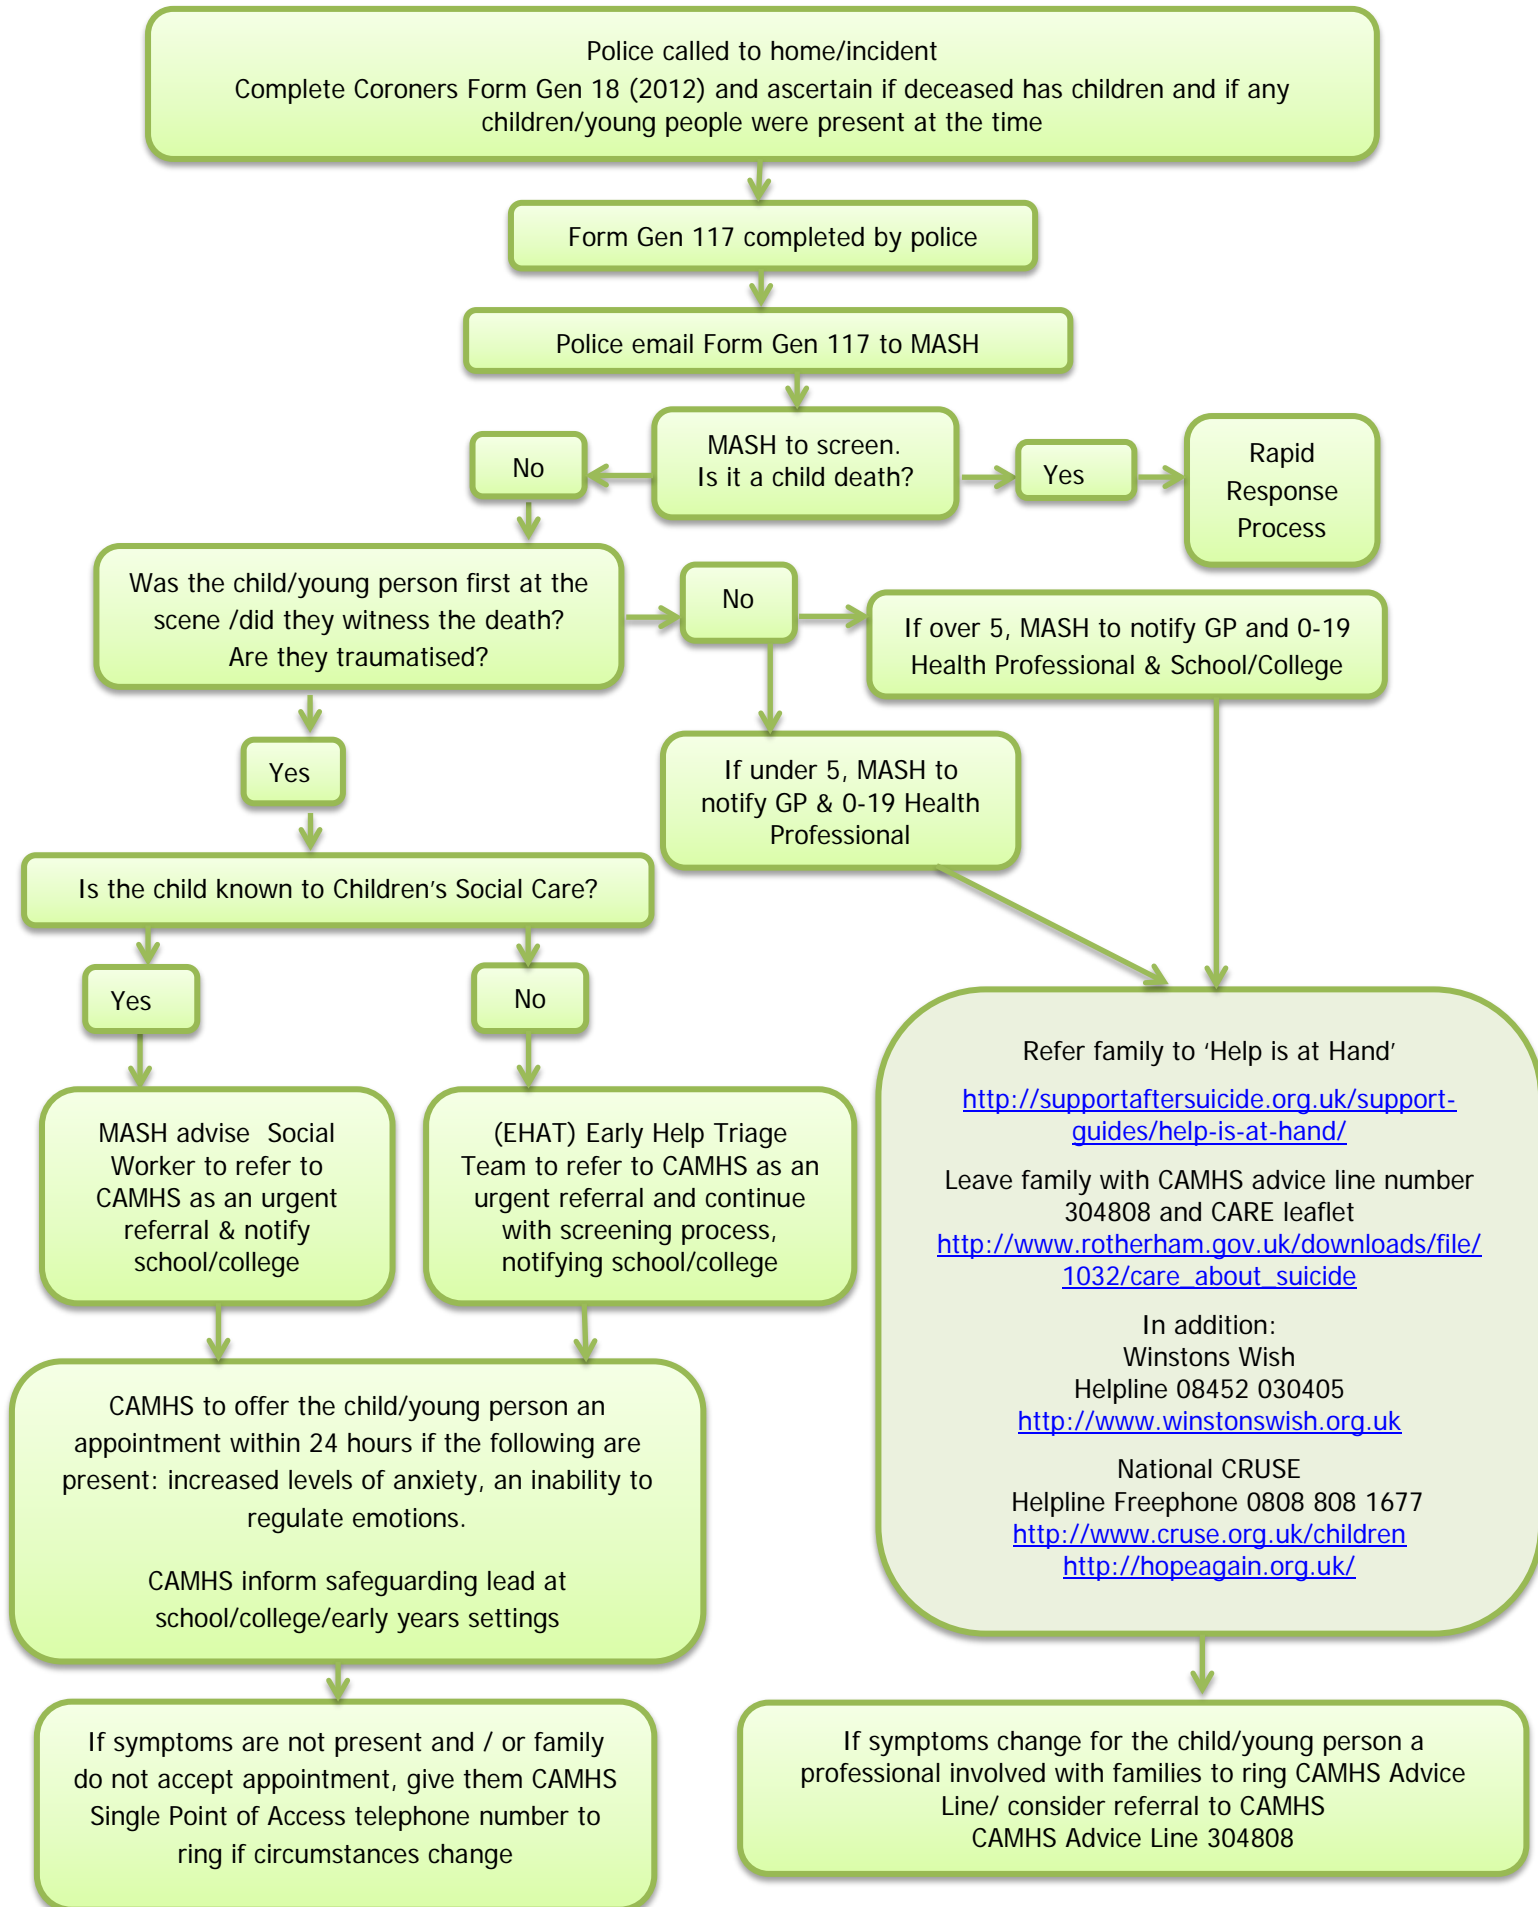 Police called to home/incident
Complete Coroners Form Gen 18 (2012) and ascertain if deceased has children and if any
children/young people were present at the time
Form Gen 117 completed by police
Police email Form Gen 117 to MASH
MASH to screen.
Is it a child death?
No
Yes
Rapid
Response
Process
Was the child/young person first at the
scene /did they witness the death?
Are they traumatised?
No
If over 5, MASH to notify GP and 0-19
Health Professional & School/College
Yes
If under 5, MASH to
notify GP & 0-19 Health
Professional
Is the child known to Children’s Social Care?
Yes
No
MASH advise  Social
Worker to refer to
CAMHS as an urgent
referral & notify
school/college
(EHAT) Early Help Triage
Team to refer to CAMHS as an
urgent referral and continue
with screening process,
notifying school/college
Refer family to ‘Help is at Hand’
http://supportaftersuicide.org.uk/support-
guides/help-is-at-hand/
Leave family with CAMHS advice line number
304808 and CARE leaflet
http://www.rotherham.gov.uk/downloads/file/
1032/care_about_suicide
In addition:
Winstons Wish
Helpline 08452 030405
http://www.winstonswish.org.uk
National CRUSE
Helpline Freephone 0808 808 1677
http://www.cruse.org.uk/children
http://hopeagain.org.uk/
CAMHS to offer the child/young person an
appointment within 24 hours if the following are
present: increased levels of anxiety, an inability to
regulate emotions.
CAMHS inform safeguarding lead at
school/college/early years settings
If symptoms are not present and / or family
do not accept appointment, give them CAMHS
Single Point of Access telephone number to
ring if circumstances change
If symptoms change for the child/young person a
professional involved with families to ring CAMHS Advice
Line/ consider referral to CAMHS
CAMHS Advice Line 304808